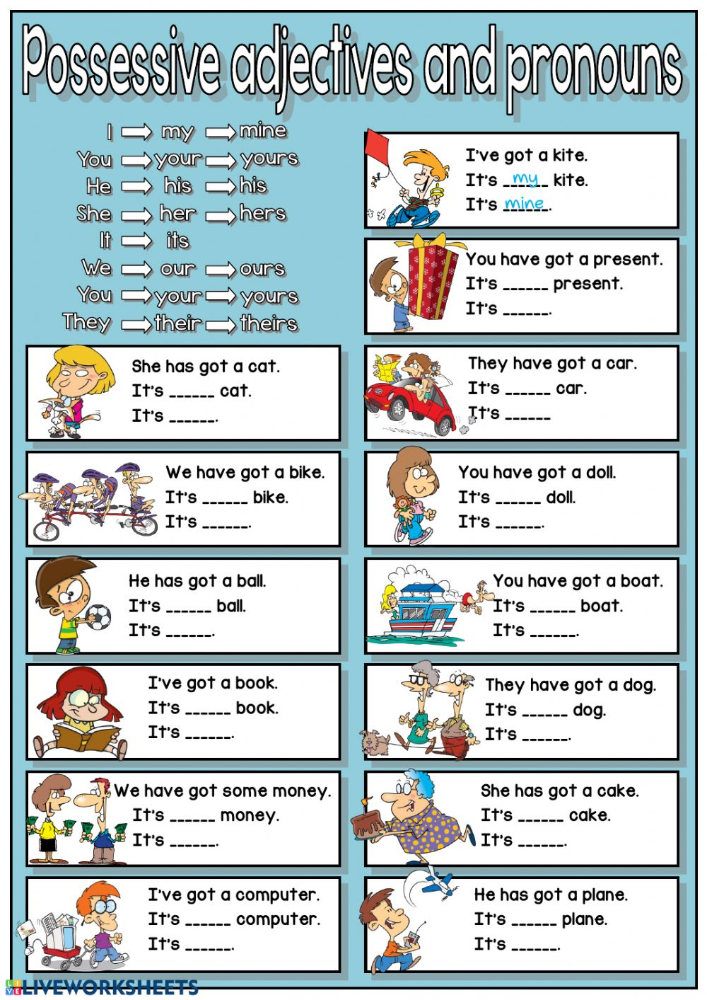 Possessive adjectives and pronouns
I my mine
You your yours
He his his
She her hers
It its
We our ours
You your yours
They their theirs
I've got a kite.
It's my kite.
It's mine.
You have got a present.
It's ______ present.
It's ______.
She has got a cat.
It's ______ cat.
It's ______.
They have got a car.
It's ______ car.
It's ______
We have got a bike.
It's ______ bike.
It's ______.
You have got a doll.
It's ______ doll.
It's ______.
He has got a ball.
It's ______ ball.
It's ______.
You have got a boat.
It's ______ boat.
It's ______.
I've got a book.
It's ______ book.
It's ______.
They have got a dog.
It's ______ dog.
It's ______.
We have got some money.
It's ______ money.
It's ______.
She has got a cake.
It's ______ cake.
It's ______.
I've got a computer.
It's ______ computer.
It's ______.
He has got a plane.
It's ______ plane.
It's ______.
LIVE LIVEWORKSHEETS